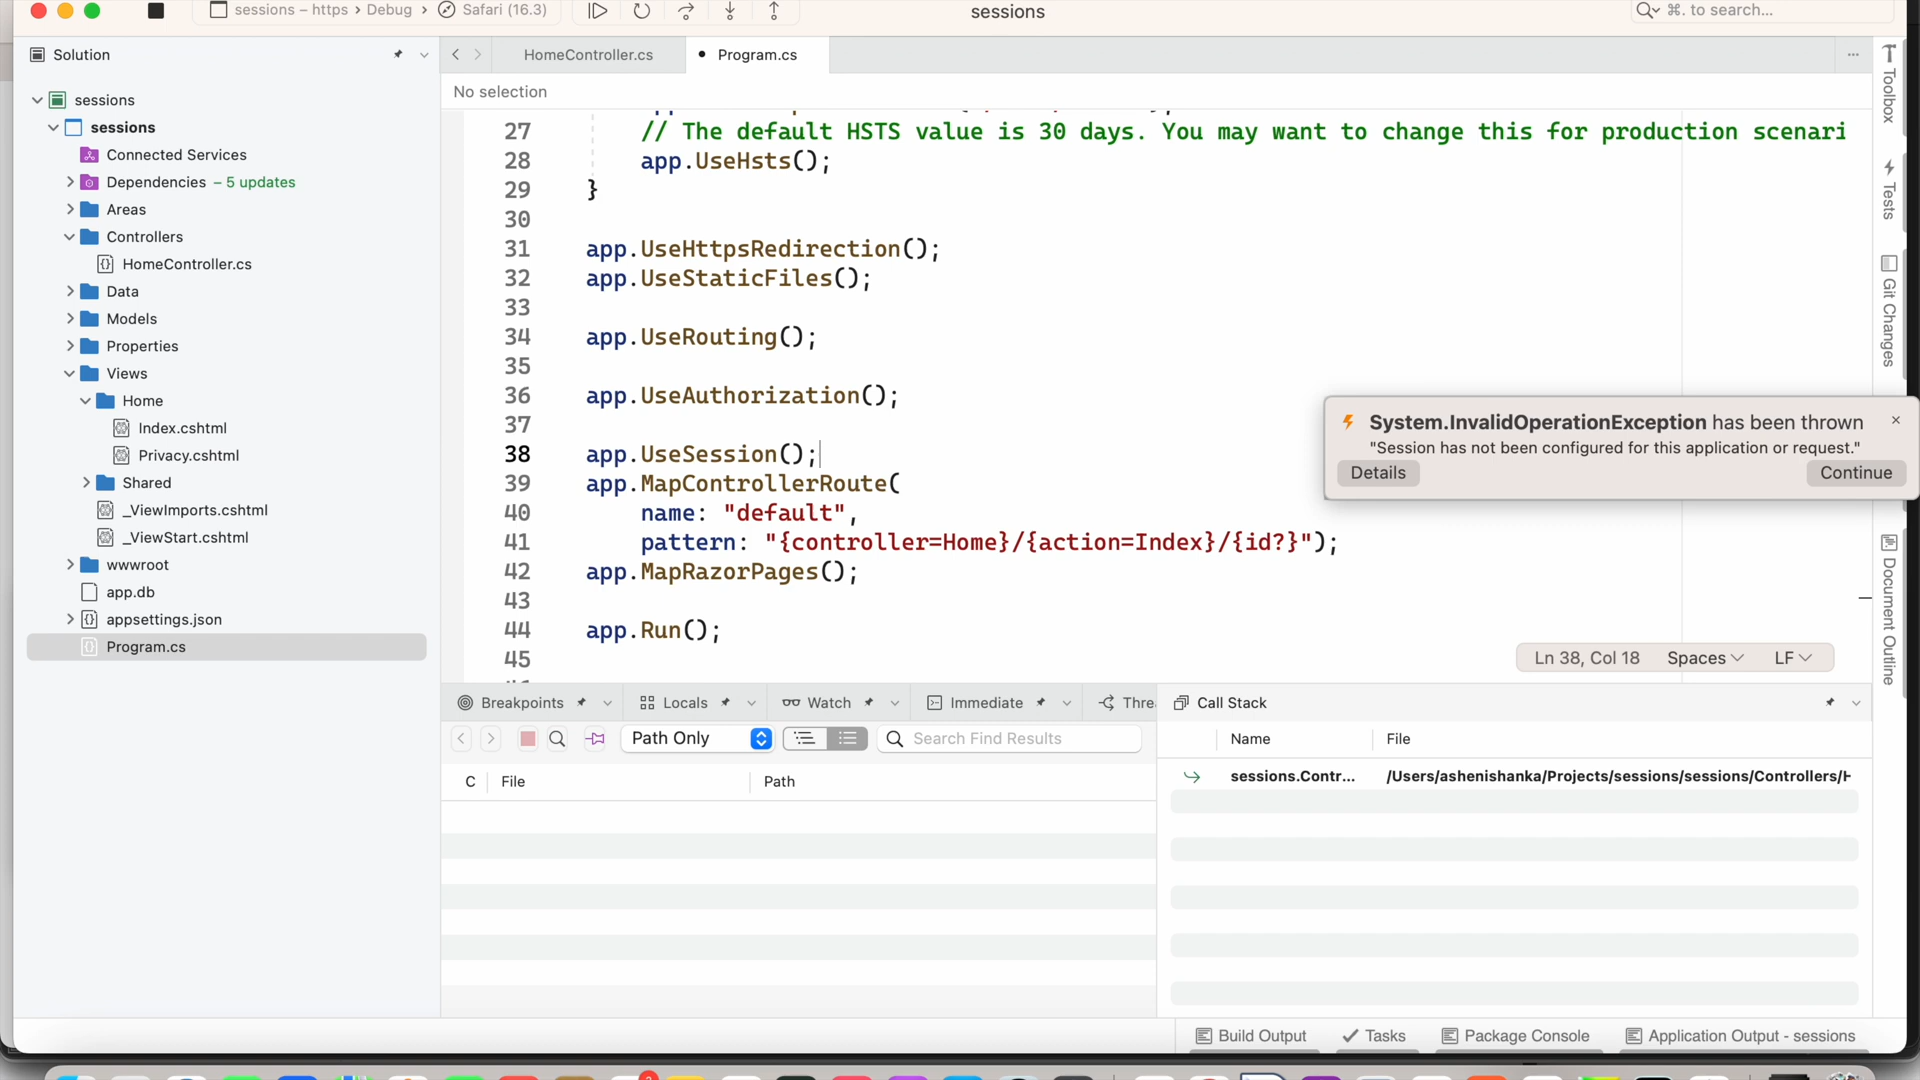 sessions – https › Debug › Safari (16.3)
sessions
⌘. to search...
Solution
HomeController.cs
Program.cs
No selection
sessions
sessions
Connected Services
Dependencies – 5 updates
Areas
Controllers
HomeController.cs
Data
Models
Properties
Views
Home
Index.cshtml
Privacy.cshtml
Shared
_ViewImports.cshtml
_ViewStart.cshtml
wwwroot
app.db
appsettings.json
Program.cs
27 // The default HSTS value is 30 days. You may want to change this for production scenari
28 app.UseHsts();
29 }
30
31 app.UseHttpsRedirection();
32 app.UseStaticFiles();
33
34 app.UseRouting();
35
36 app.UseAuthorization();
37
38 app.UseSession();
39 app.MapControllerRoute(
40 name: "default",
41 pattern: "{controller=Home}/{action=Index}/{id?}");
42 app.MapRazorPages();
43
44 app.Run();
45
System.InvalidOperationException has been thrown
"Session has not been configured for this application or request."
Details
Continue
Ln 38, Col 18
Spaces
LF
Toolbox
Tests
Git Changes
Document Outline
Breakpoints
Locals
Watch
Immediate
Thre
Call Stack
Path Only
Search Find Results
C
File
Path
Name
File
sessions.Contr...
/Users/ashenishanka/Projects/sessions/sessions/Controllers/H
Build Output
Tasks
Package Console
Application Output - sessions
2